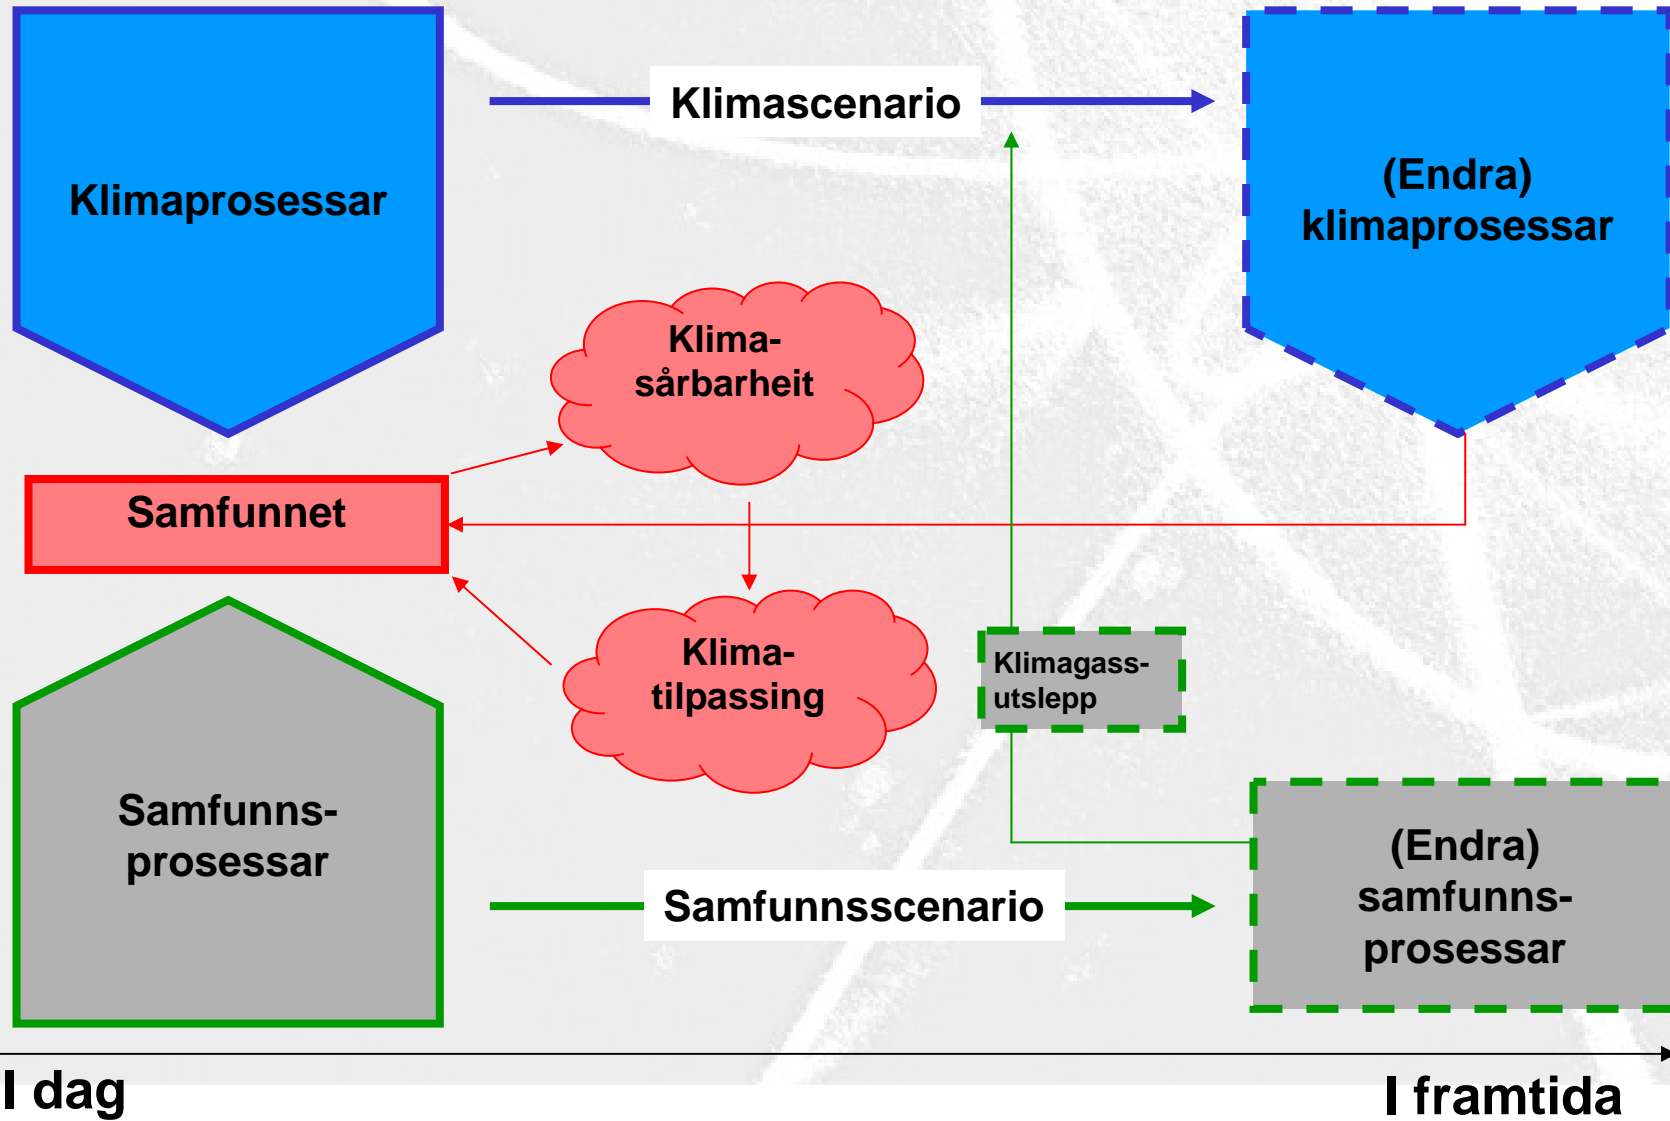 Klimascenario
Klimaprosessar
(Endra)
klimaprosessar
Klima-
sårbarheit
Samfunnet
Klima-
tilpassing
Klimagass-
utslepp
Samfunns-
prosessar
(Endra)
samfunns-
prosessar
Samfunnsscenario
I dag
I framtida